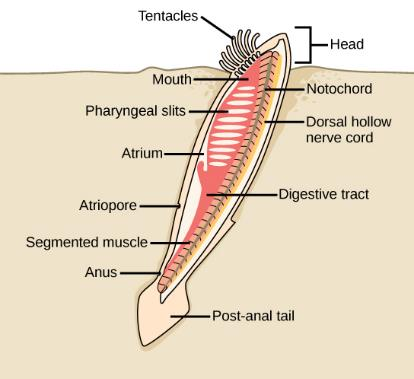 Tentacles
Head
Mouth
Notochord
Pharyngeal slits
Dorsal hollow
nerve cord
Atrium
Digestive tract
Atriopore
Segmented muscle
Anus
Post-anal tail